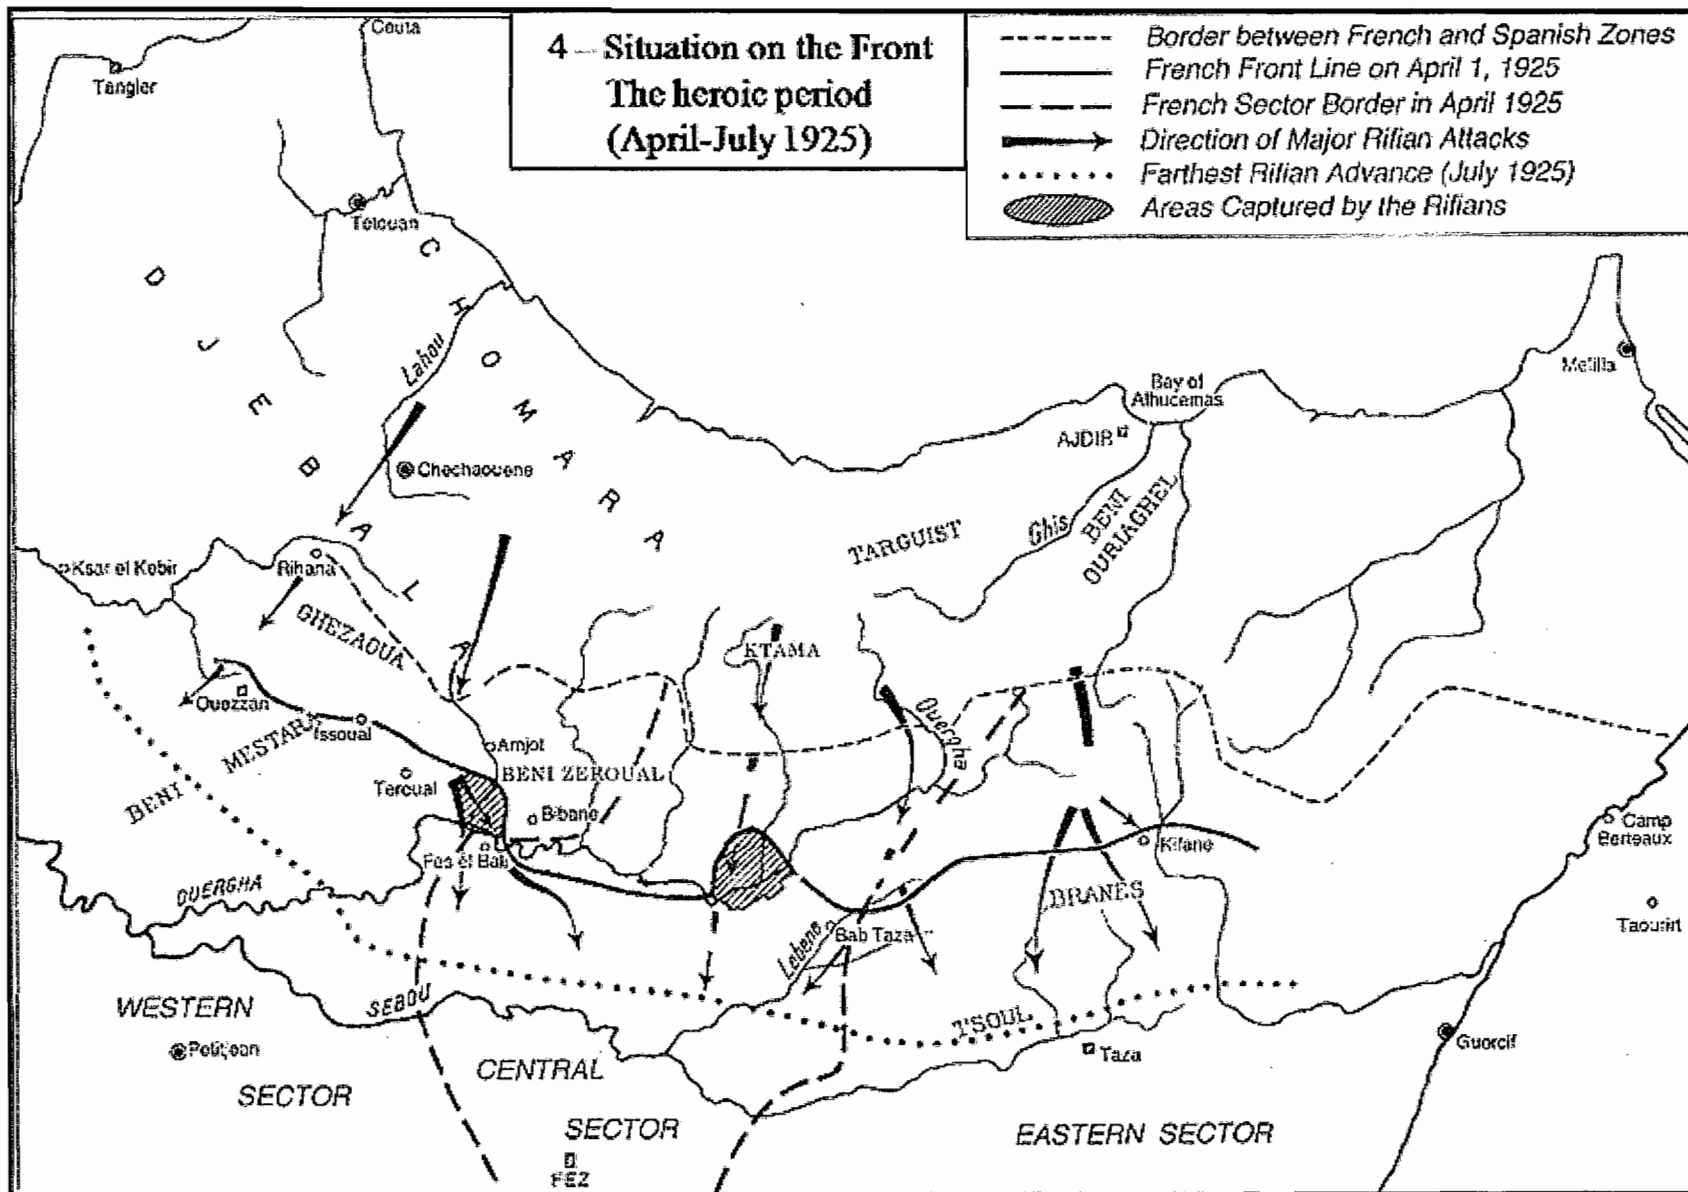 4 – Situation on the Front
The heroic period
(April-July 1925)
Border between French and Spanish Zones
French Front Line on April 1, 1925
French Sector Border in April 1925
Direction of Major Rifian Attacks
Farthest Rifian Advance (July 1925)
Areas Captured by the Rifians
Ceuta
Tangier
Tetouan
DJEBALA
CHOMARA
Lahou
Chechaouene
Melilla
Bay of
Alhucemas
AJDIR
Ghis
BENI
OURIAGHEL
TARGUIST
Ksar el Kebir
Rihana
GHEZAOUA
KTAMA
Ouezzan
Issoual
BENI MESTARA
Amjot
BENI ZEROUAL
Teroual
Bibane
Ouergha
Fes el Bali
Kifane
Camp
Berteaux
OUERGHA
BRANES
Taourirt
Lebene
Bab Taza
SEBOU
TSOUL
WESTERN
SECTOR
Petitjean
CENTRAL
SECTOR
Taza
Guercif
EASTERN SECTOR
FEZ